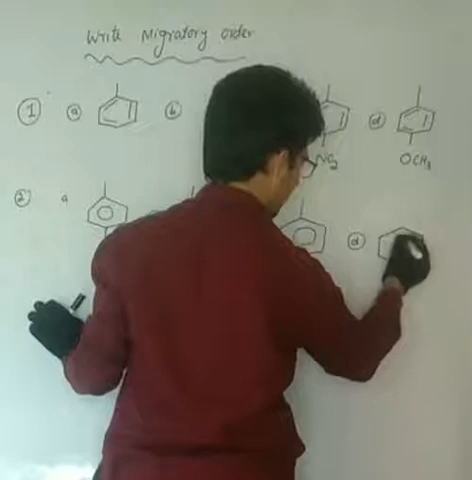 Write Migratory Order
① ⓐ ⓑ NO2 ⓓ OCH3
② a ⓓ